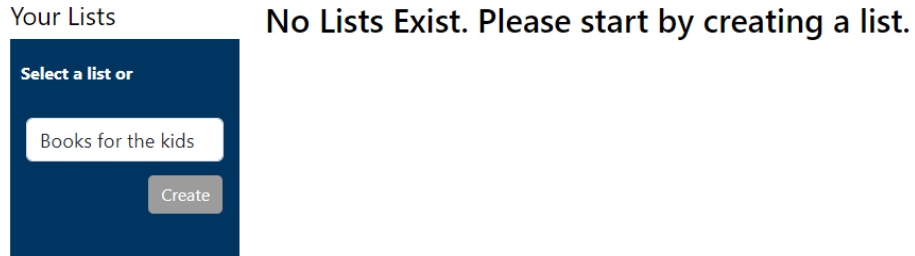 Your Lists
No Lists Exist. Please start by creating a list.
Select a list or
Books for the kids
Create